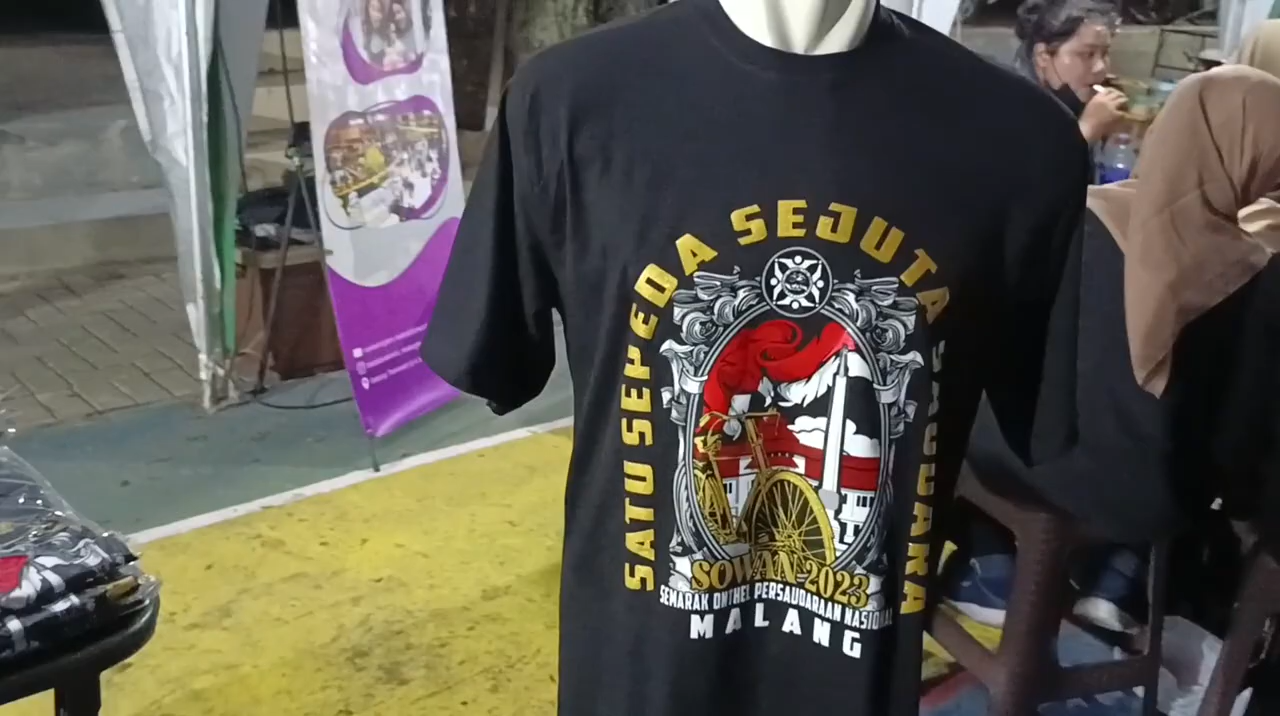 SATU SEPEDA SEJUTA SAUDARA
SOWAN 2023
SEMARAK ONTHEL PERSAUDARAAN NASIONAL
MALANG